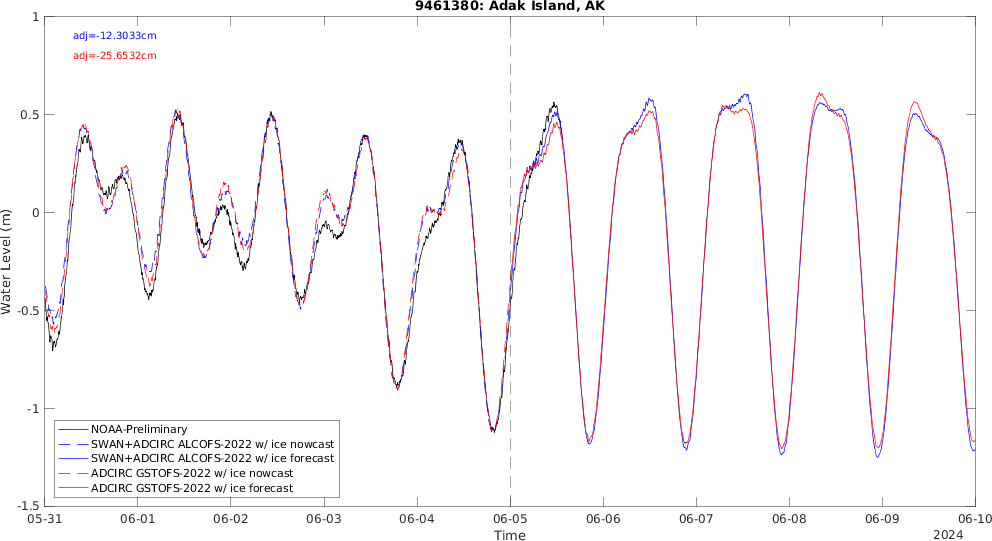 9461380: Adak Island, AK
1
adj=-12.3033cm
adj=-25.6532cm
0.5
0
Water Level (m)
-0.5
-1
NOAA-Preliminary
SWAN+ADCIRC ALCOFS-2022 w/ ice nowcast
SWAN+ADCIRC ALCOFS-2022 w/ ice forecast
ADCIRC GSTOFS-2022 w/ ice nowcast
ADCIRC GSTOFS-2022 w/ ice forecast
-1.5
05-31 06-01 06-02 06-03 06-04 06-05 06-06 06-07 06-08 06-09 06-10
Time
2024